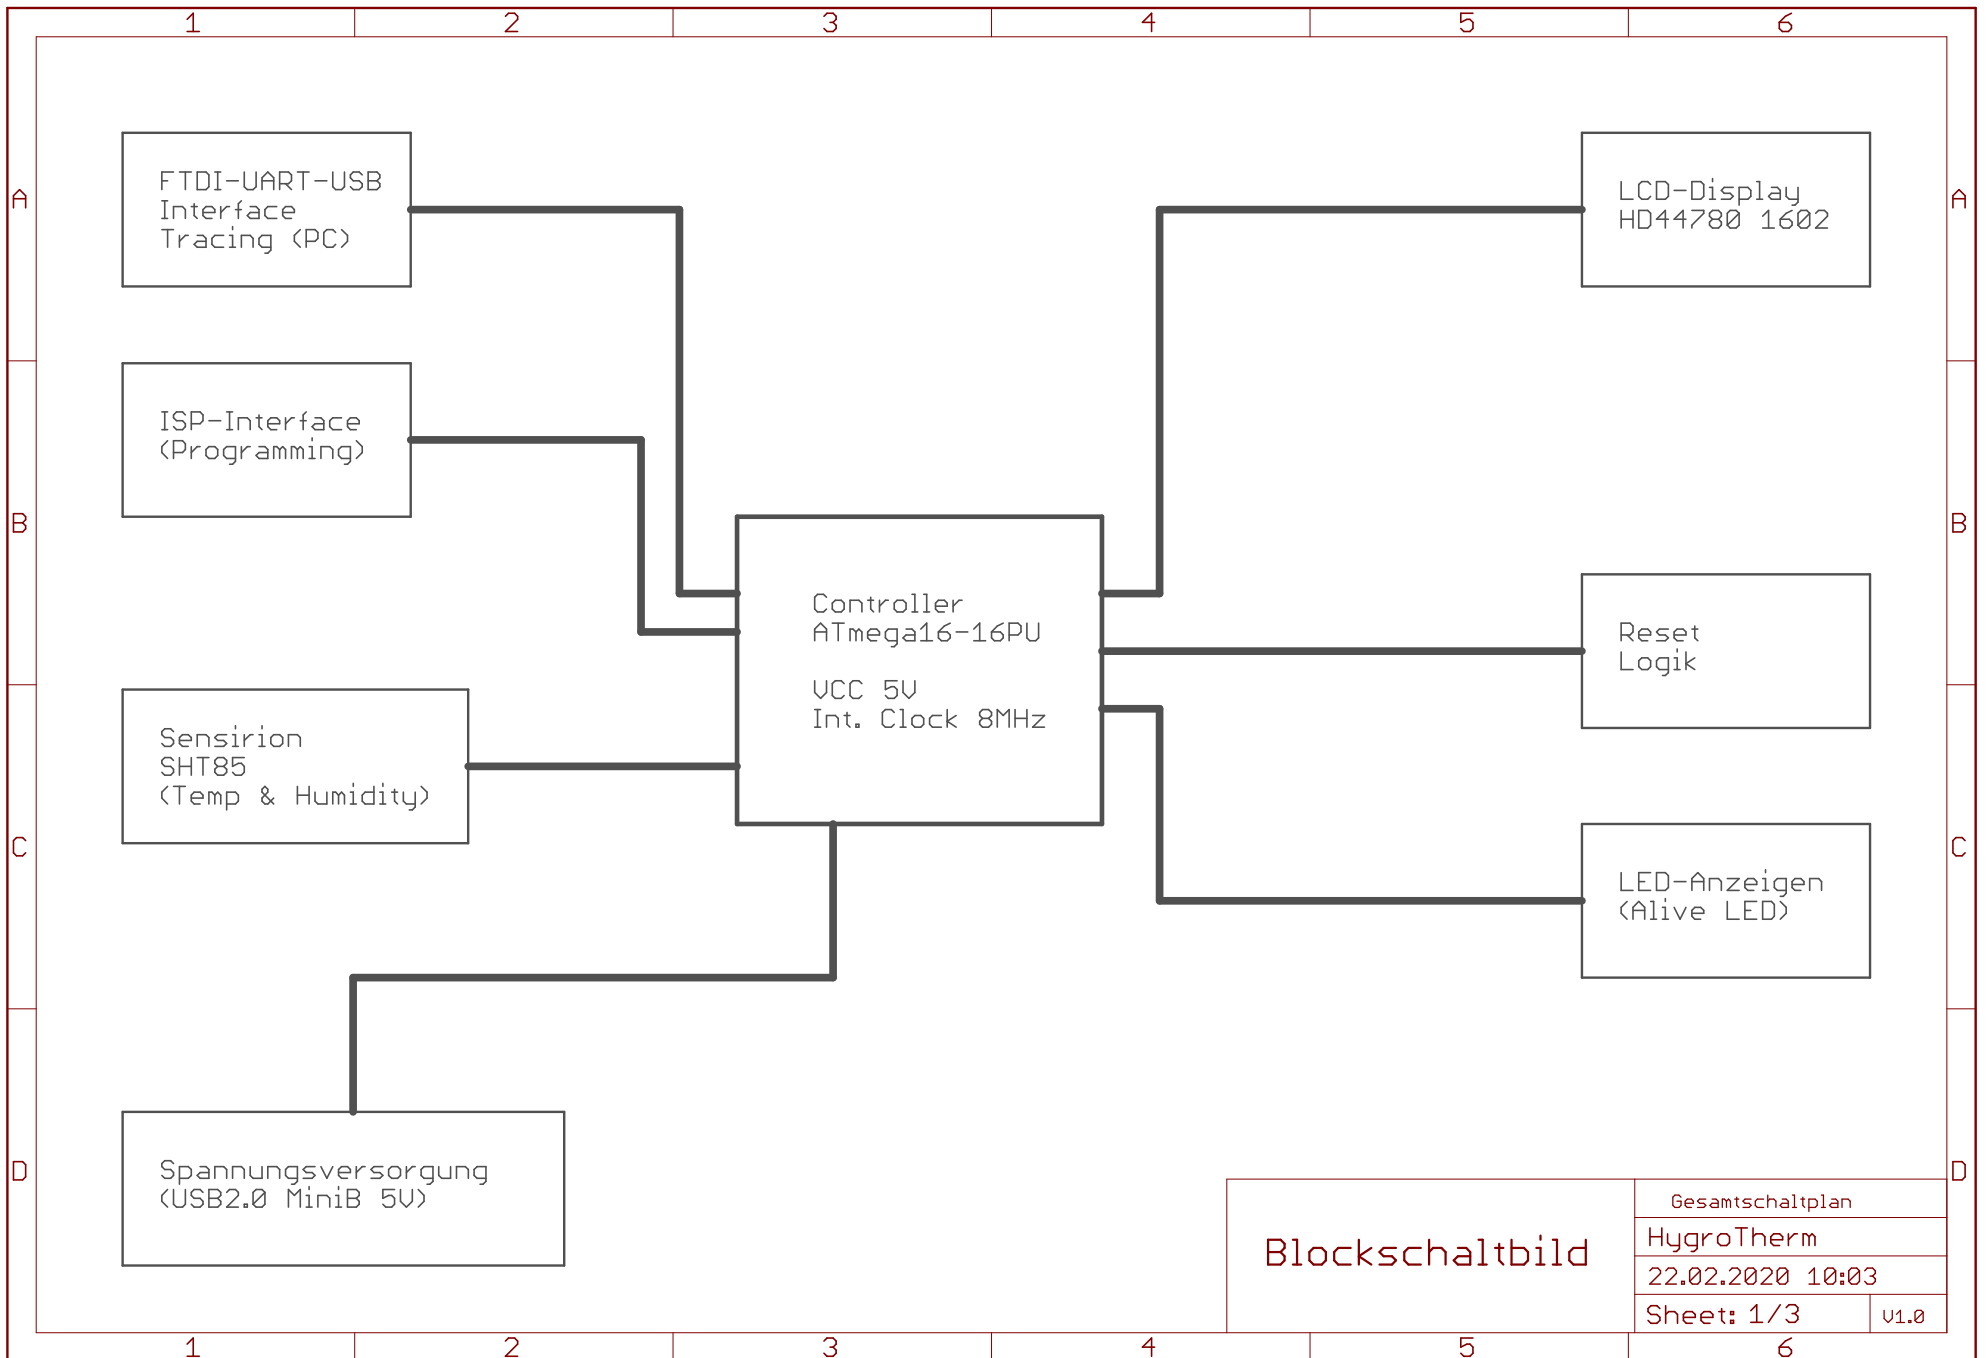 1 2 3 4 5 6
A A
FTDI-UART-USB
Interface
Tracing (PC)
LCD-Display
HD44780 1602
ISP-Interface
(Programming)
B B
Controller
ATmega16-16PU
VCC 5V
Int. Clock 8MHz
Reset
Logik
Sensirion
SHT85
(Temp & Humidity)
C C
LED-Anzeigen
(Alive LED)
D D
Spannungsversorgung
(USB2.0 MiniB 5V)
Blockschaltbild
Gesamtschaltplan
HygroTherm
22.02.2020 10:03
Sheet: 1/3
V1.0
1 2 3 4 5 6